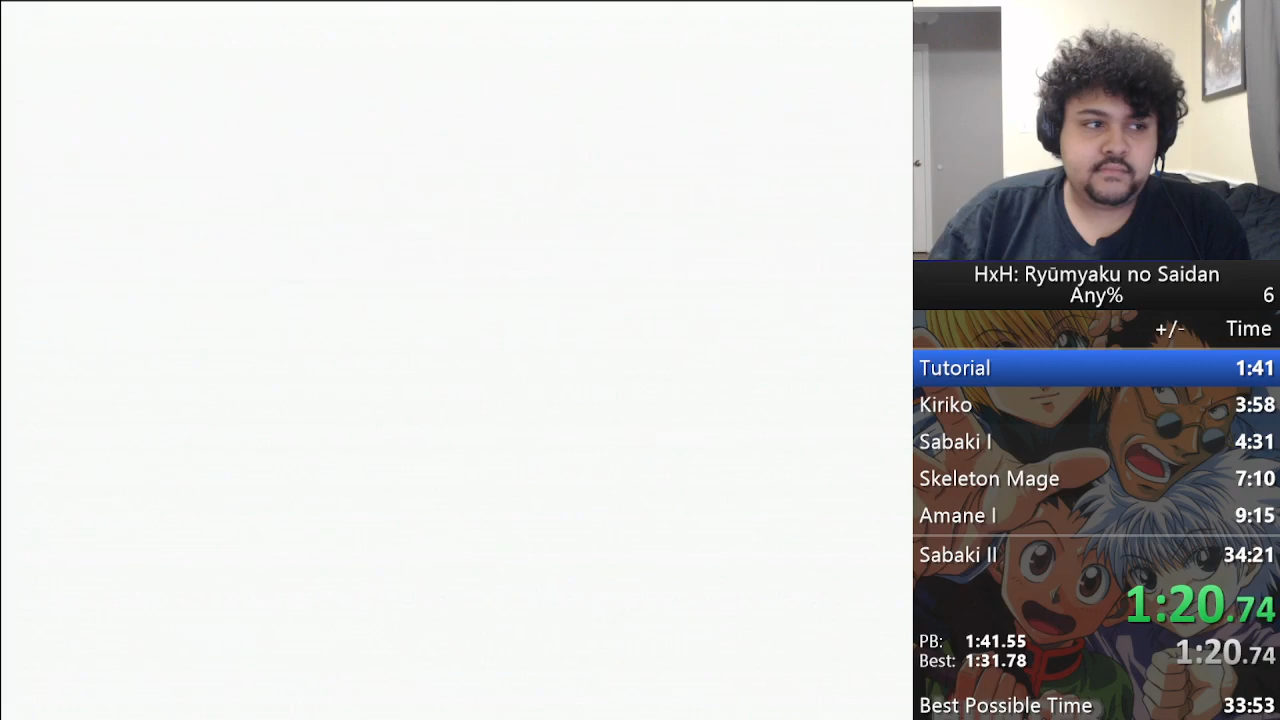 HxH: Ryūmyaku no Saidan
Any%
6
+/- Time
Tutorial 1:41
Kiriko 3:58
Sabaki I 4:31
Skeleton Mage 7:10
Amane I 9:15
Sabaki II 34:21
1:20.74
PB: 1:41.55
Best: 1:31.78
1:20.74
Best Possible Time 33:53